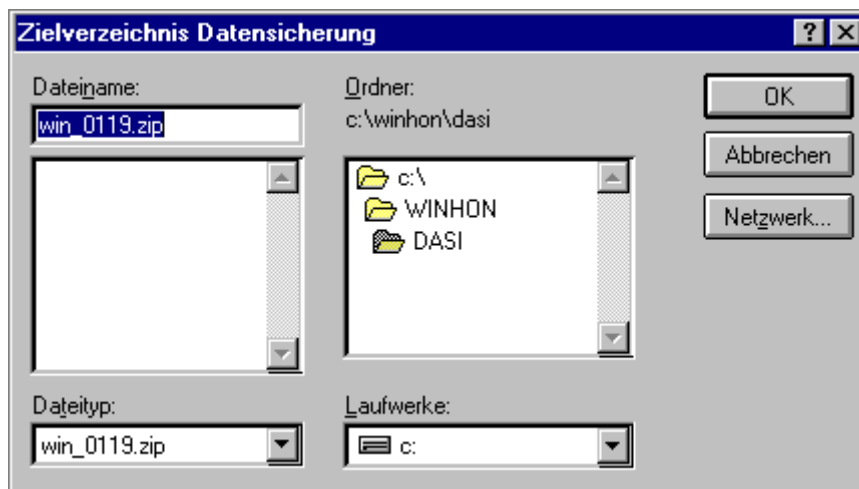 Zielverzeichnis Datensicherung
Dateiname:
win_0119.zip
Ordner:
c:\winhon\dasi
c:\
WINHON
DASI
OK
Abbrechen
Netzwerk...
Dateityp:
win_0119.zip
Laufwerke:
c: